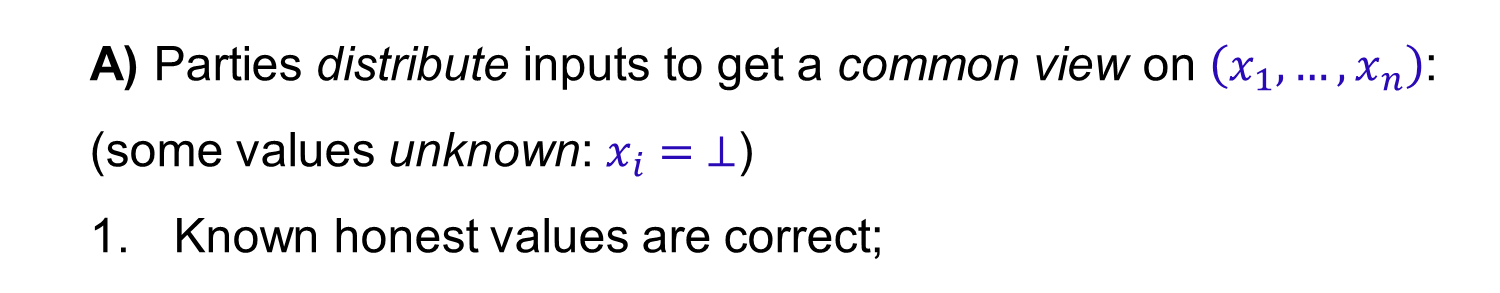 A) Parties distribute inputs to get a common view on (x₁, … , xₙ):
(some values unknown: xᵢ = ⊥)
1. Known honest values are correct;